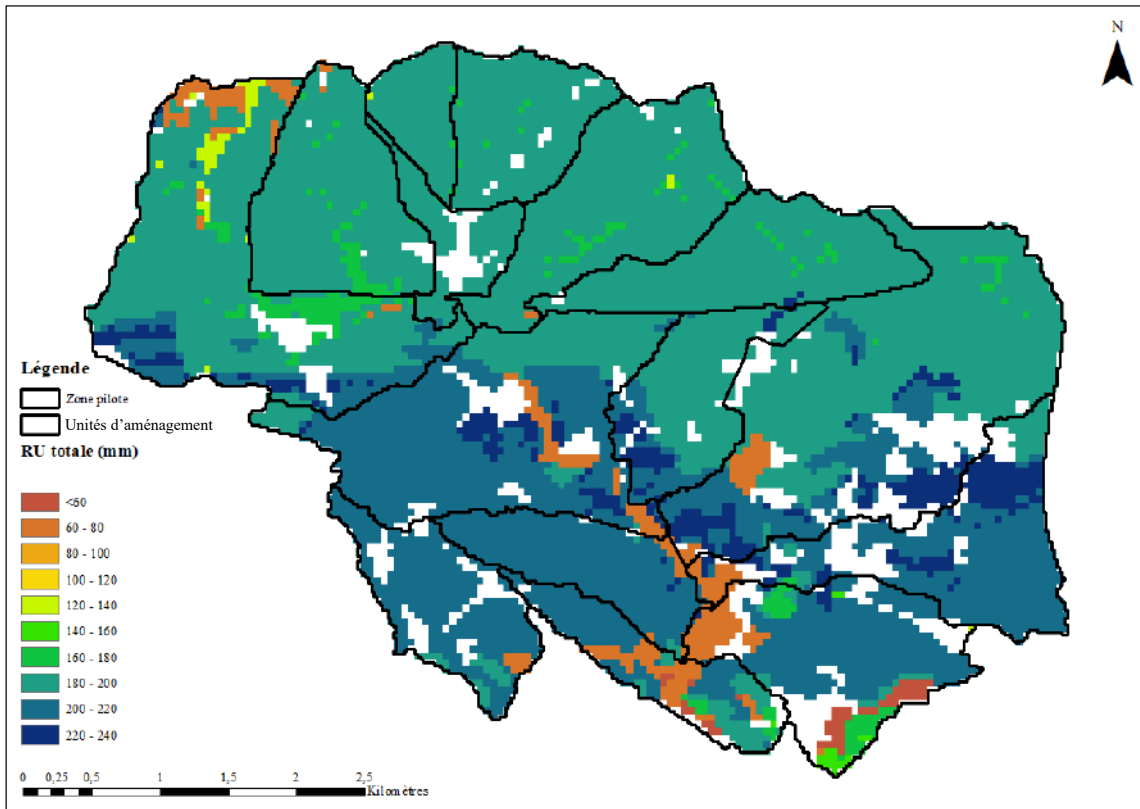 N
Légende
Zone pilote
Unités d’aménagement
RU totale (mm)
<60
60 - 80
80 - 100
100 - 120
120 - 140
140 - 160
160 - 180
180 - 200
200 - 220
220 - 240
0 0,25 0,5 1 1,5 2 2,5
Kilomètres